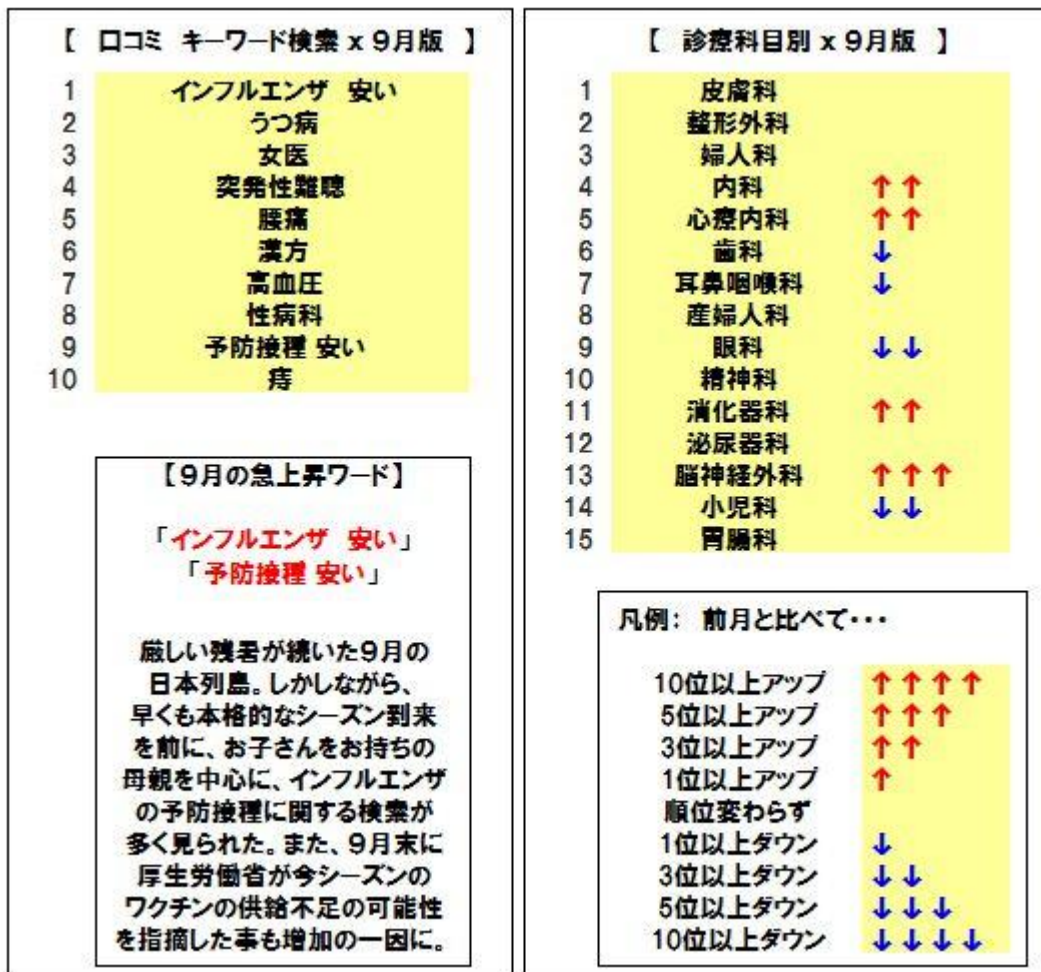 【 口コミ キーワード検索 x 9月版 】
1 インフルエンザ 安い
2 うつ病
3 女医
4 突発性難聴
5 腰痛
6 漢方
7 高血圧
8 性病科
9 予防接種 安い
10 痔
【9月の急上昇ワード】
「インフルエンザ 安い」
「予防接種 安い」
厳しい残暑が続いた9月の
日本列島。しかしながら、
早くも本格的なシーズン到来
を前に、お子さんをお持ちの
母親を中心に、インフルエンザ
の予防接種に関する検索が
多く見られた。また、9月末に
厚生労働省が今シーズンの
ワクチンの供給不足の可能性
を指摘した事も増加の一因に。
【 診療科目別 x 9月版 】
1 皮膚科
2 整形外科
3 婦人科
4 内科 ↑↑
5 心療内科 ↑↑
6 歯科 ↓
7 耳鼻咽喉科 ↓
8 産婦人科
9 眼科 ↓↓
10 精神科
11 消化器科 ↑↑
12 泌尿器科
13 脳神経外科 ↑↑↑
14 小児科 ↓↓
15 胃腸科
凡例： 前月と比べて・・・
10位以上アップ ↑↑↑↑
5位以上アップ ↑↑↑
3位以上アップ ↑↑
1位以上アップ ↑
順位変わらず
1位以上ダウン ↓
3位以上ダウン ↓↓
5位以上ダウン ↓↓↓
10位以上ダウン ↓↓↓↓